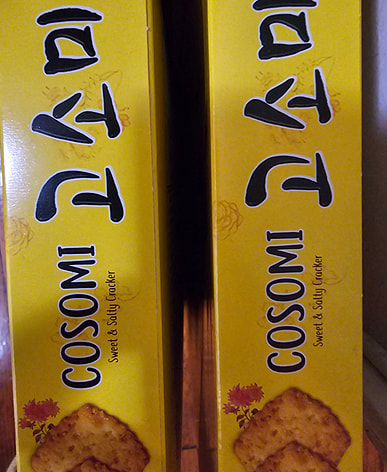 고소미
COSOMI
Sweet & Salty Cracker
고소미
COSOMI
Sweet & Salty Cracker